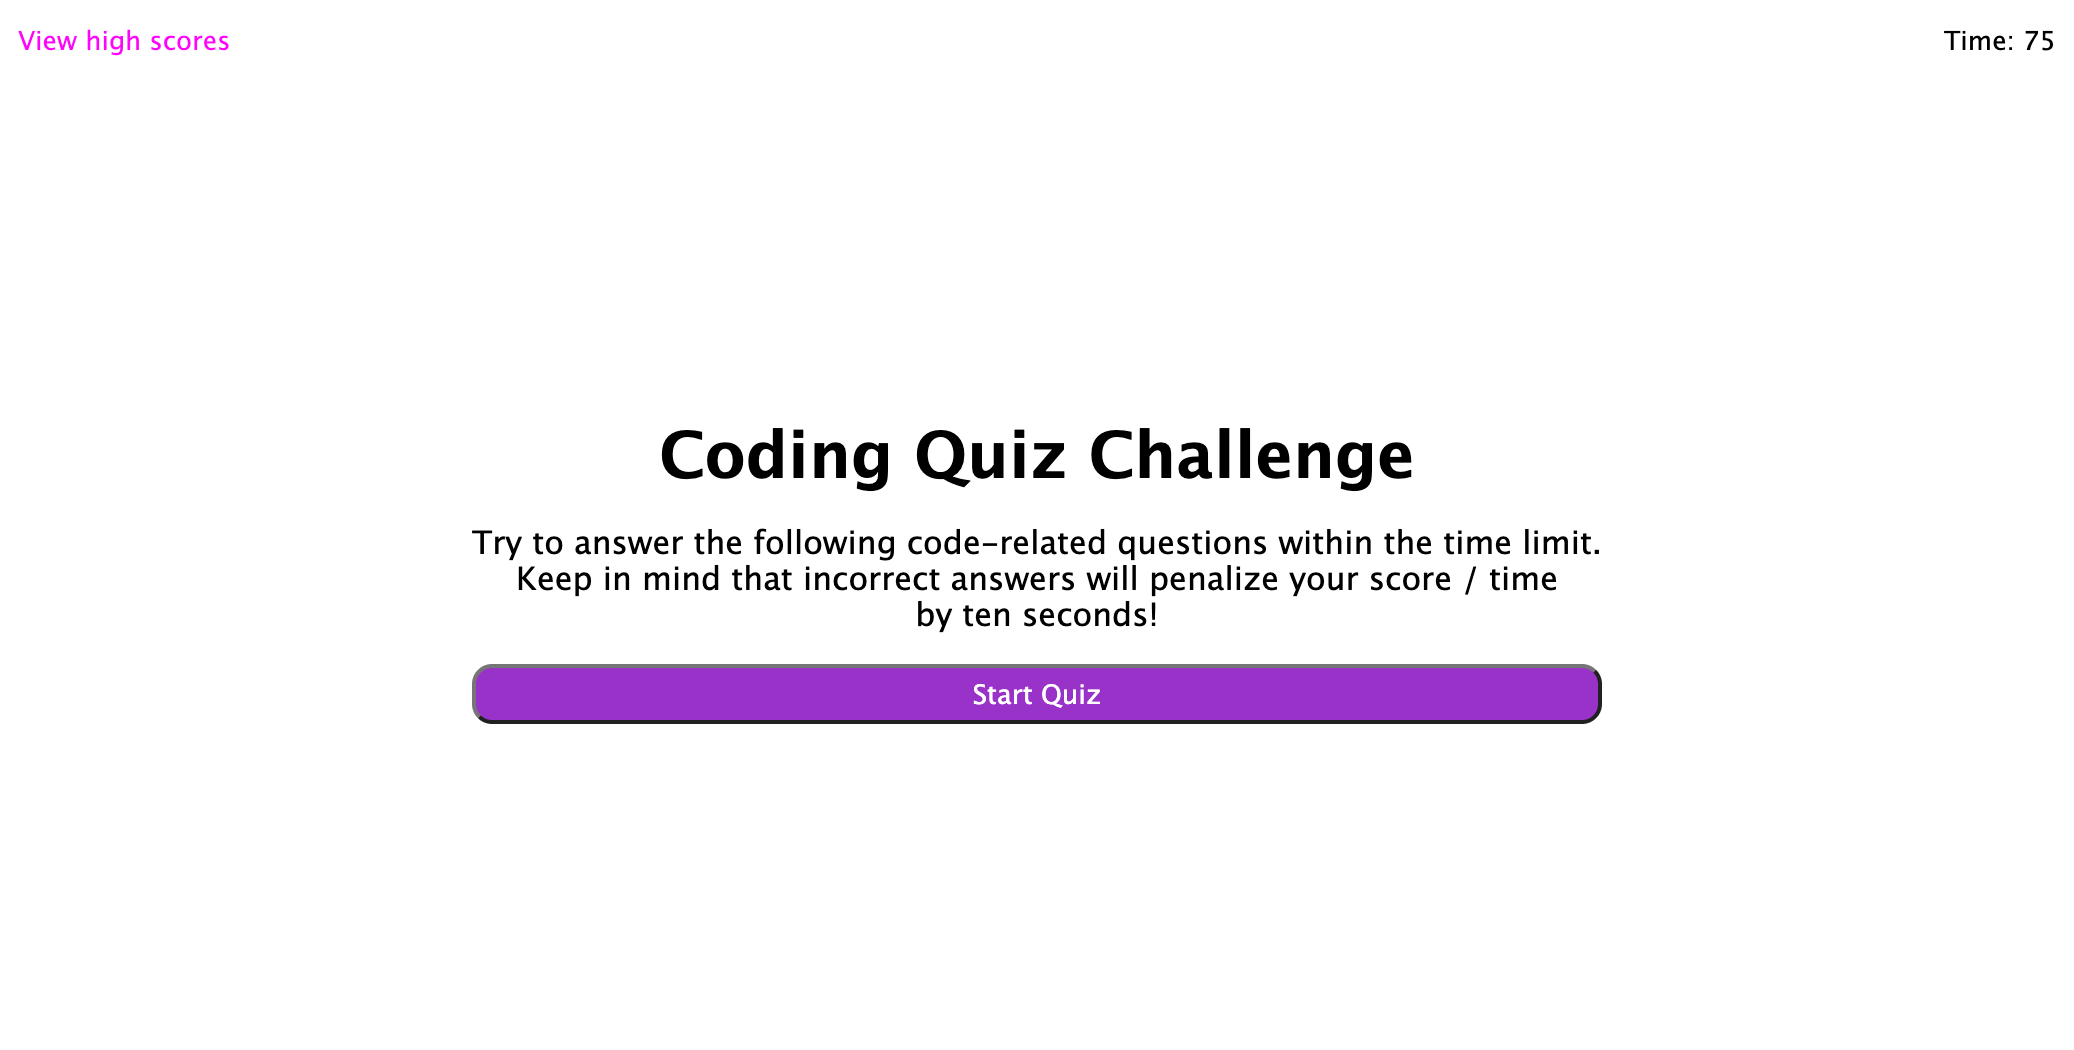 View high scores
Time: 75
Coding Quiz Challenge
Try to answer the following code-related questions within the time limit.
Keep in mind that incorrect answers will penalize your score / time
by ten seconds!
Start Quiz